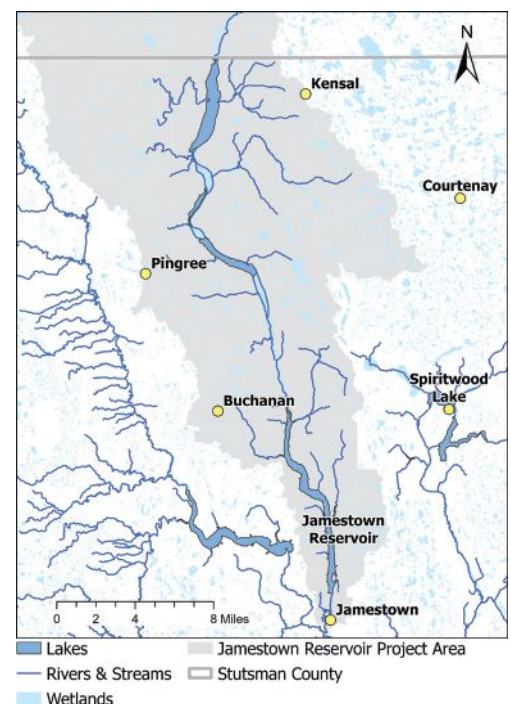 N
Kensal
Courtenay
Pingree
Spiritwood
Lake
Buchanan
Jamestown
Reservoir
0 2 4 8 Miles
Jamestown
Lakes
Jamestown Reservoir Project Area
Rivers & Streams
Stutsman County
Wetlands